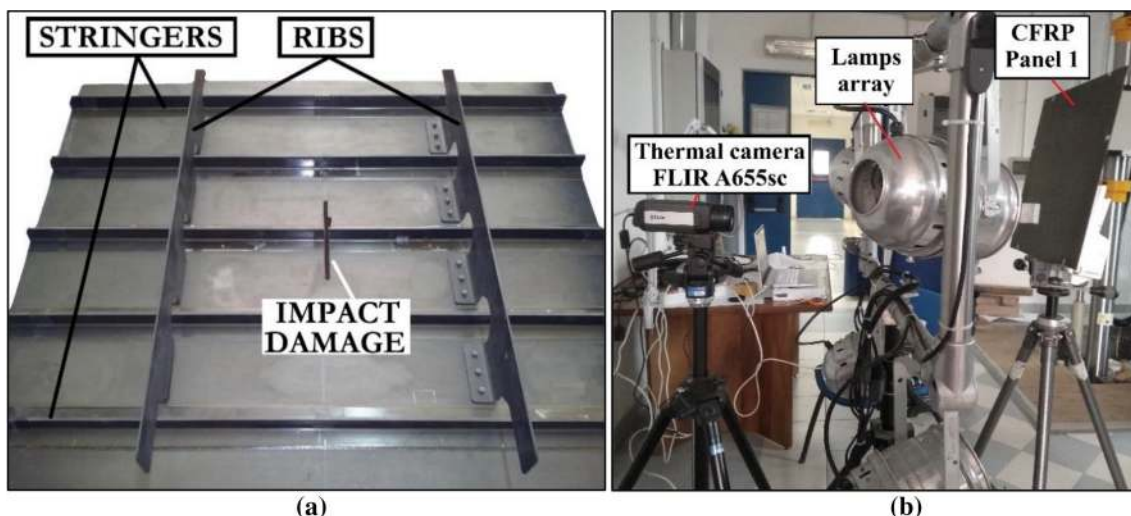 STRINGERS
RIBS
IMPACT
DAMAGE
(a)
Lamps
array
CFRP
Panel 1
Thermal camera
FLIR A655sc
(b)